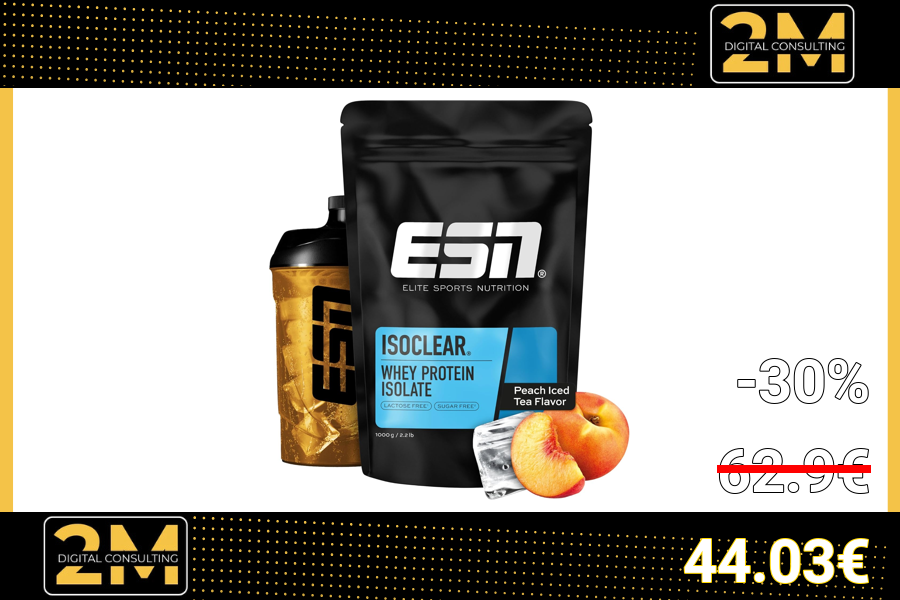 2M
DIGITAL CONSULTING
ESN®
ELITE SPORTS NUTRITION
ESN
ISOCLEAR®
WHEY PROTEIN
ISOLATE
LACTOSE FREE* SUGAR FREE*
Peach Iced
Tea Flavor
1000 g / 2.2 lb
-30%
62.9€
2M
DIGITAL CONSULTING
44.03€